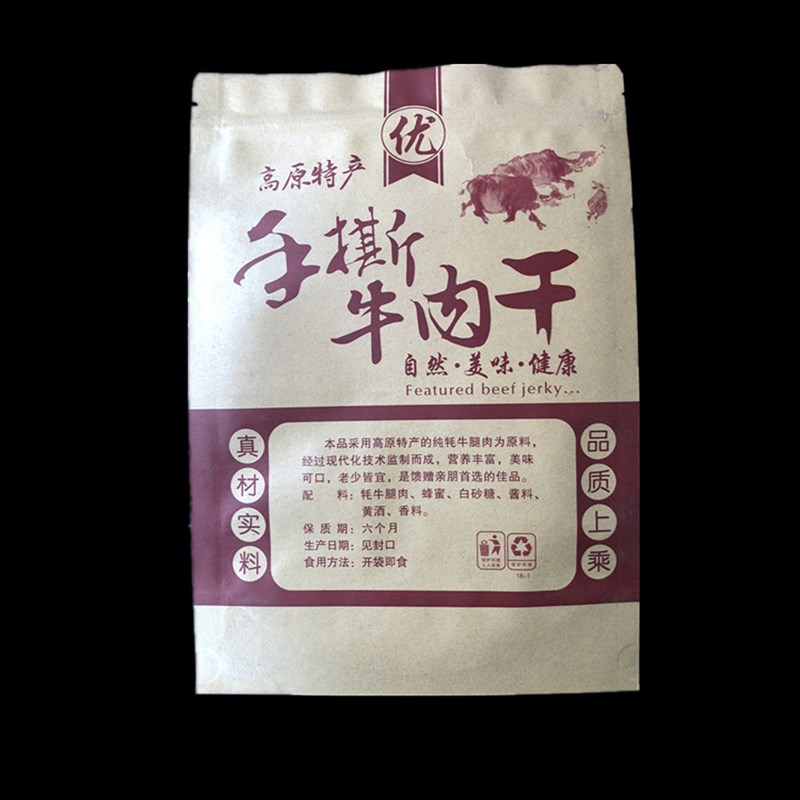 优
高原特产
手撕
牛肉干
自然·美味·健康
Featured beef jerky...
真材实料
本品采用高原特产的纯牦牛腿肉为原料，
经过现代化技术监制而成，营养丰富，美味
可口，老少皆宜，是馈赠亲朋首选的佳品。
配 料：牦牛腿肉、蜂蜜、白砂糖、酱料、
黄酒、香料。
保 质 期：六个月
生产日期：见封口
食用方法：开袋即食
18-1
品质上乘